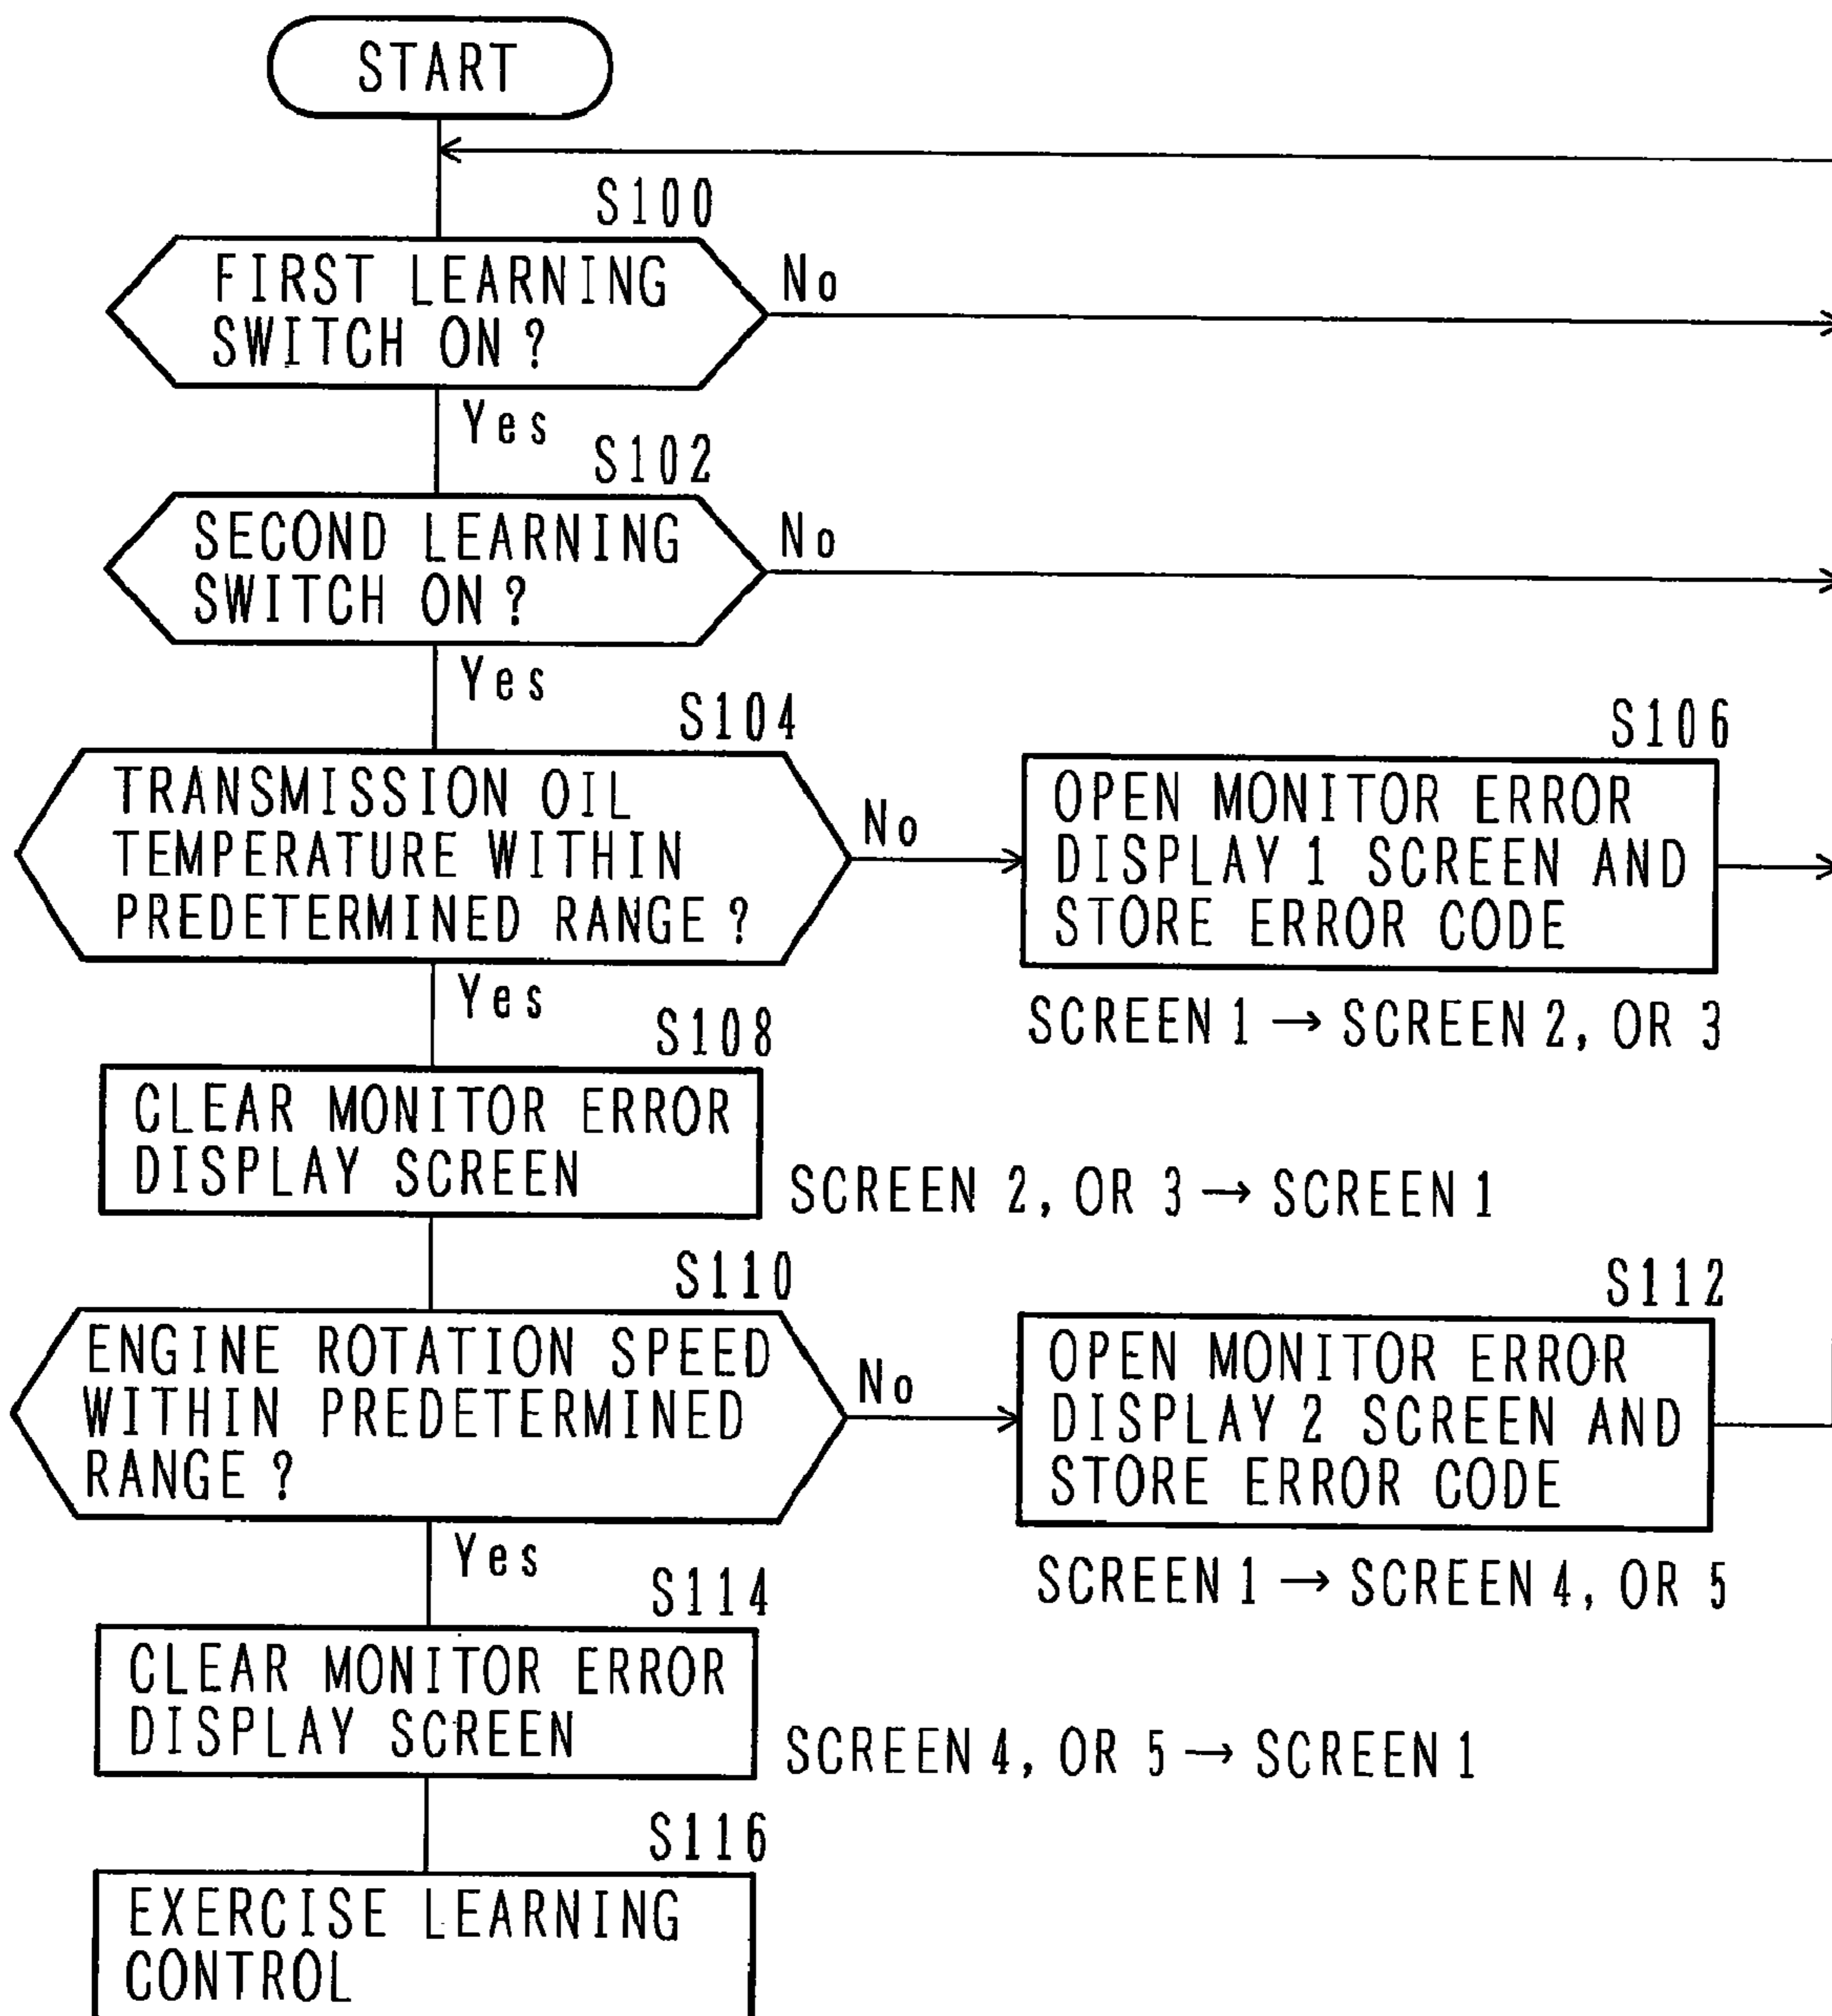 START
S100
FIRST LEARNING
SWITCH ON?
No
Yes
S102
SECOND LEARNING
SWITCH ON?
No
Yes
S104
TRANSMISSION OIL
TEMPERATURE WITHIN
PREDETERMINED RANGE?
No
S106
OPEN MONITOR ERROR
DISPLAY 1 SCREEN AND
STORE ERROR CODE
SCREEN 1 → SCREEN 2, OR 3
Yes
S108
CLEAR MONITOR ERROR
DISPLAY SCREEN
SCREEN 2, OR 3 → SCREEN 1
S110
ENGINE ROTATION SPEED
WITHIN PREDETERMINED
RANGE?
No
S112
OPEN MONITOR ERROR
DISPLAY 2 SCREEN AND
STORE ERROR CODE
SCREEN 1 → SCREEN 4, OR 5
Yes
S114
CLEAR MONITOR ERROR
DISPLAY SCREEN
SCREEN 4, OR 5 → SCREEN 1
S116
EXERCISE LEARNING
CONTROL